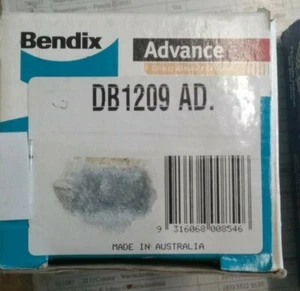 Bendix
Advance
DB1209 AD.
9 316068 008546
MADE IN AUSTRALIA